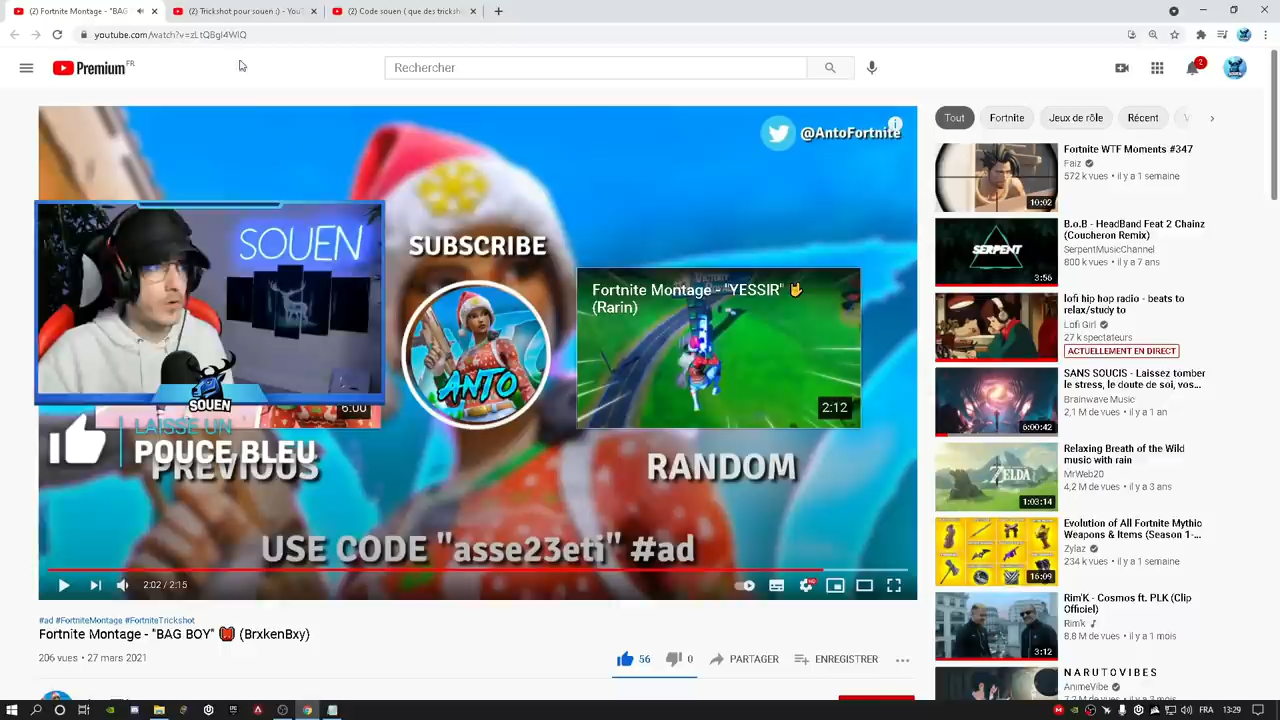 (2) Fortnite Montage - "BAG
(2) Trickshot pour souen :) - YouT
(2) Code souen ( que des trickshot
youtube.com/watch?v=zLtQBgI4WIQ
Premium FR
Rechercher
2
@AntoFortnite
SOUEN
SUBSCRIBE
Fortnite Montage - "YESSIR" 🤟
(Rarin)
ANTO
SOUEN
6:00
2:12
LAISSE UN
POUCE BLEU
PREVIOUS
RANDOM
USE CODE "asse23eti" #ad
2:02 / 2:15
HD
#ad #FortniteMontage #FortniteTrickshot
Fortnite Montage - "BAG BOY" (BrxkenBxy)
206 vues • 27 mars 2021
56
0
PARTAGER
ENREGISTRER
Tout
Fortnite
Jeux de rôle
Récent
Fornite WTF Moments #347
Faiz
572 k vues • il y a 1 semaine
10:02
B.o.B - HeadBand Feat 2 Chainz
(Coucheron Remix)
SerpentMusicChannel
800 k vues • il y a 7 ans
SERPENT
3:56
lofi hip hop radio - beats to
relax/study to
Lofi Girl
27 k spectateurs
ACTUELLEMENT EN DIRECT
SANS SOUCIS - Laissez tomber
le stress, le doute de soi, vos...
Brainwave Music
2,1 M de vues • il y a 1 an
6:00:42
Relaxing Breath of the Wild
music with rain
MrWeb20
4,2 M de vues • il y a 3 ans
ZELDA
1:03:14
Evolution of All Fortnite Mythic
Weapons & Items (Season 1-...
Zylaz
234 k vues • il y a 1 semaine
16:09
Rim'K - Cosmos ft. PLK (Clip
Officiel)
Rim'k
8,8 M de vues • il y a 1 mois
3:12
N A R U T O V I B E S
AnimeVibe
FRA
13:29